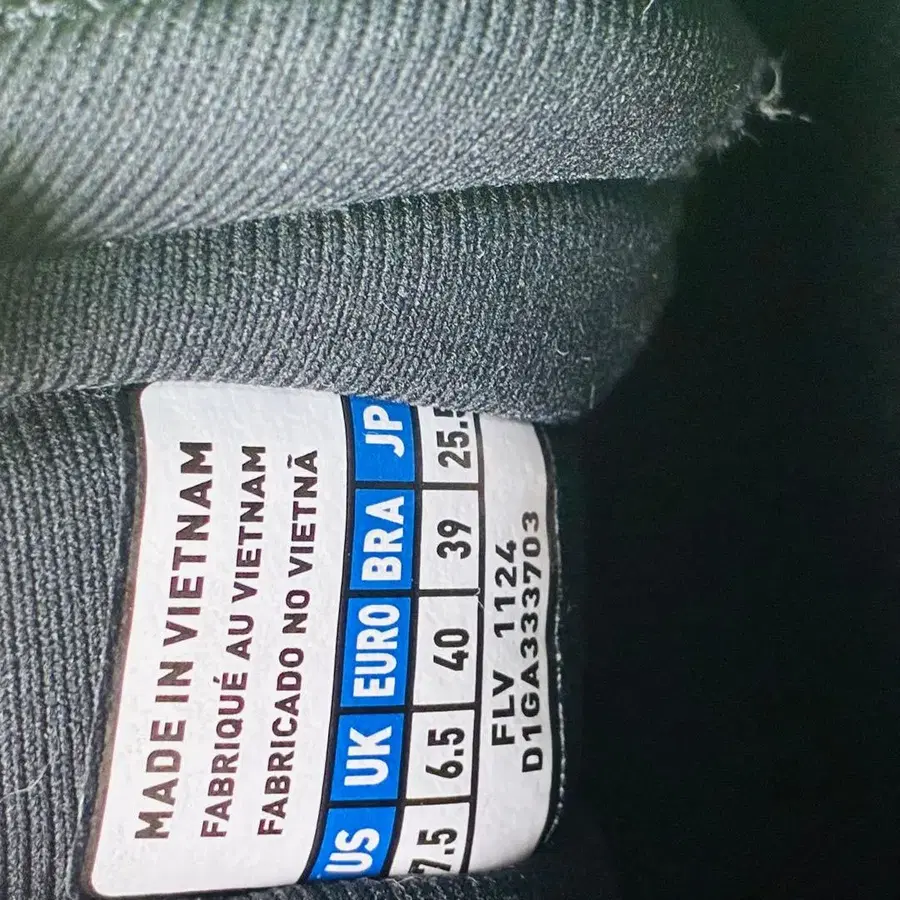 MADE IN VIETNAM
FABRIQUÉ AU VIETNAM
FABRICADO NO VIETNÃ
US UK EURO BRA JP
7.5 6.5 40 39 25.5
FLV 1124
D1GA333703